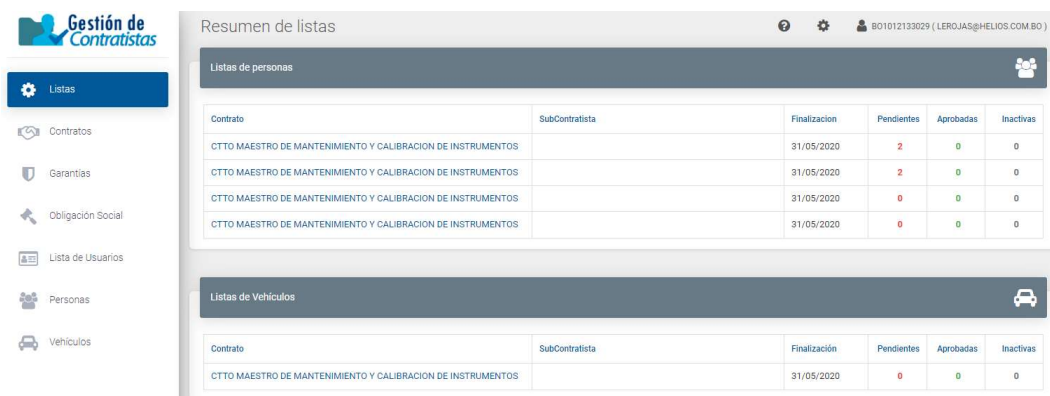 Gestión de
Contratistas
Resumen de listas
BO1012133029 ( LEROJAS@HELIOS.COM.BO )
Listas
Contratos
Garantías
Obligación Social
Lista de Usuarios
Personas
Vehículos
Listas de personas
Contrato SubContratista Finalizacion Pendientes Aprobadas Inactivas
CTTO MAESTRO DE MANTENIMIENTO Y CALIBRACION DE INSTRUMENTOS 31/05/2020 2 0 0
CTTO MAESTRO DE MANTENIMIENTO Y CALIBRACION DE INSTRUMENTOS 31/05/2020 2 0 0
CTTO MAESTRO DE MANTENIMIENTO Y CALIBRACION DE INSTRUMENTOS 31/05/2020 0 0 0
CTTO MAESTRO DE MANTENIMIENTO Y CALIBRACION DE INSTRUMENTOS 31/05/2020 0 0 0
Listas de Vehículos
Contrato SubContratista Finalización Pendientes Aprobadas Inactivas
CTTO MAESTRO DE MANTENIMIENTO Y CALIBRACION DE INSTRUMENTOS 31/05/2020 0 0 0